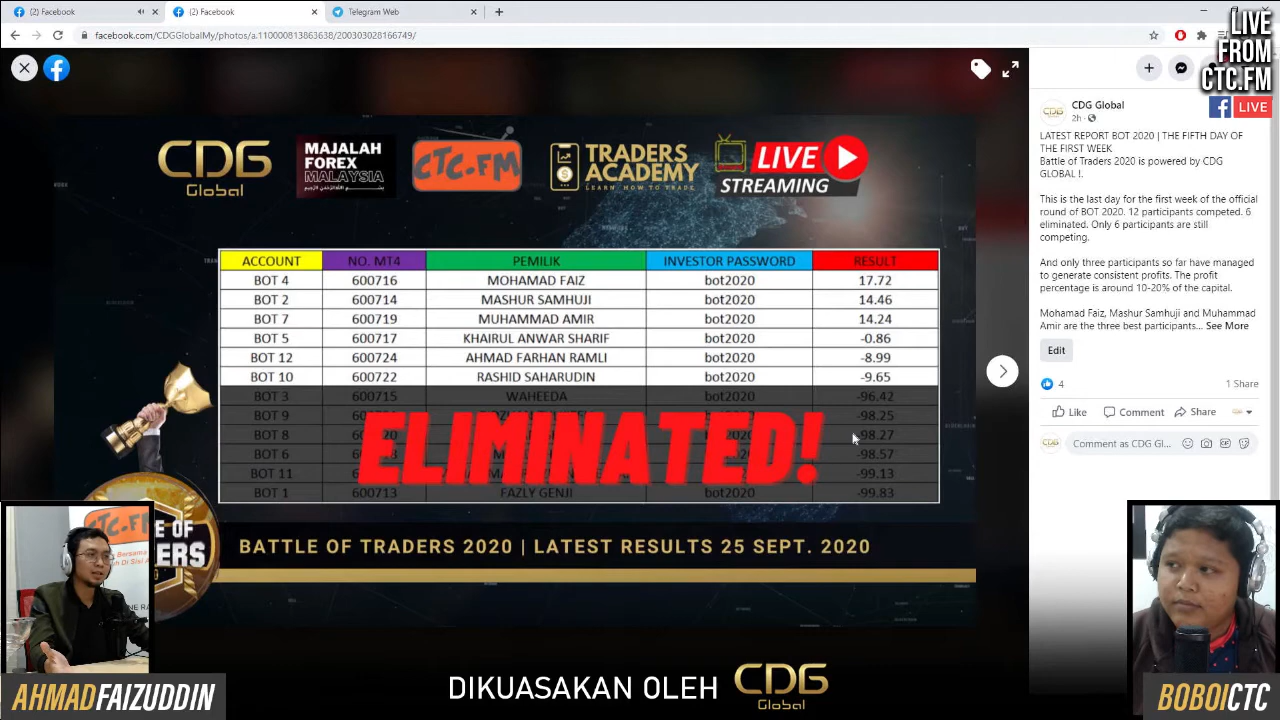 (2) Facebook
(2) Facebook
Telegram Web
facebook.com/CDGGlobalMy/photos/a.110000813863638/200303028166749/
LIVE
FROM
CTC.FM
CDG
Global
MAJALAH
FOREX
MALAYSIA
CTC.FM
TRADERS
ACADEMY
LEARN HOW TO TRADE
LIVE
STREAMING
ACCOUNT NO. MT4 PEMILIK INVESTOR PASSWORD RESULT
BOT 4 600716 MOHAMAD FAIZ bot2020 17.72
BOT 2 600714 MASHUR SAMHUJI bot2020 14.46
BOT 7 600719 MUHAMMAD AMIR bot2020 14.24
BOT 5 600717 KHAIRUL ANWAR SHARIF bot2020 -0.86
BOT 12 600724 AHMAD FARHAN RAMLI bot2020 -8.99
BOT 10 600722 RASHID SAHARUDIN bot2020 -9.65
BOT 3 600715 WAHEEDA bot2020 -96.42
BOT 9 -98.25
BOT 8 -98.27
BOT 6 -98.57
BOT 11 -99.13
BOT 1 600713 FAZLY GENJI bot2020 -99.83
ELIMINATED!
BATTLE OF TRADERS 2020 | LATEST RESULTS 25 SEPT. 2020
DIKUASAKAN OLEH CDG
Global
CDG Global
2h
LIVE
LATEST REPORT BOT 2020 | THE FIFTH DAY OF
THE FIRST WEEK
Battle of Traders 2020 is powered by CDG
GLOBAL !.
This is the last day for the first week of the official
round of BOT 2020. 12 participants competed. 6
eliminated. Only 6 participants are still
competing.
And only three participants so far have managed
to generate consistent profits. The profit
percentage is around 10-20% of the capital.
Mohamad Faiz, Mashur Samhuji and Muhammad
Amir are the three best participants... See More
Edit
4
1 Share
Like Comment Share
Comment as CDG Gl...
CTC.FM
AHMADFAIZUDDIN
BOBOICTC